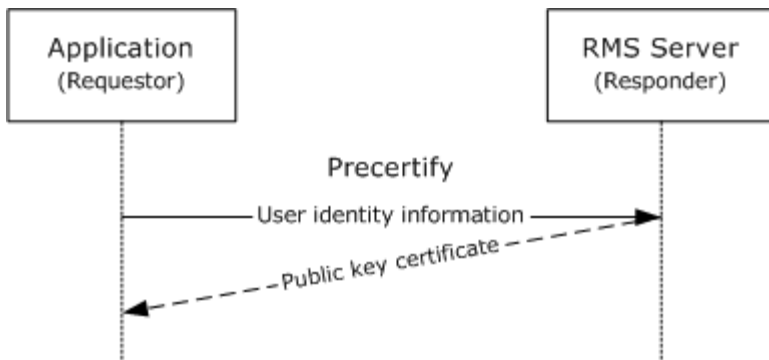 Application
(Requestor)
RMS Server
(Responder)
Precertify
User identity information
Public key certificate